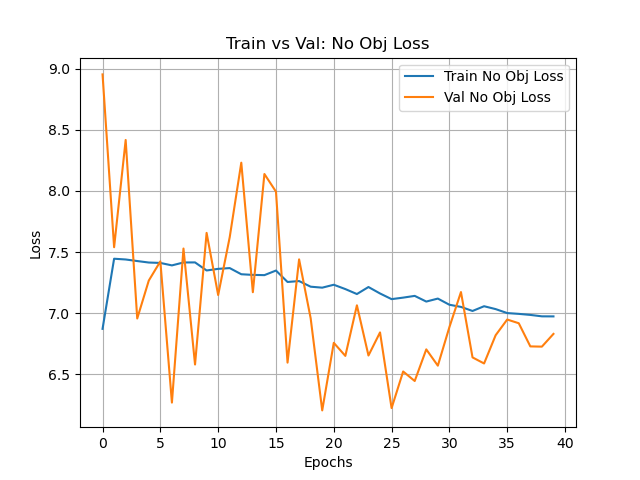 Train vs Val: No Obj Loss
Train No Obj Loss
Val No Obj Loss
Loss
9.0
8.5
8.0
7.5
7.0
6.5
0 5 10 15 20 25 30 35 40
Epochs